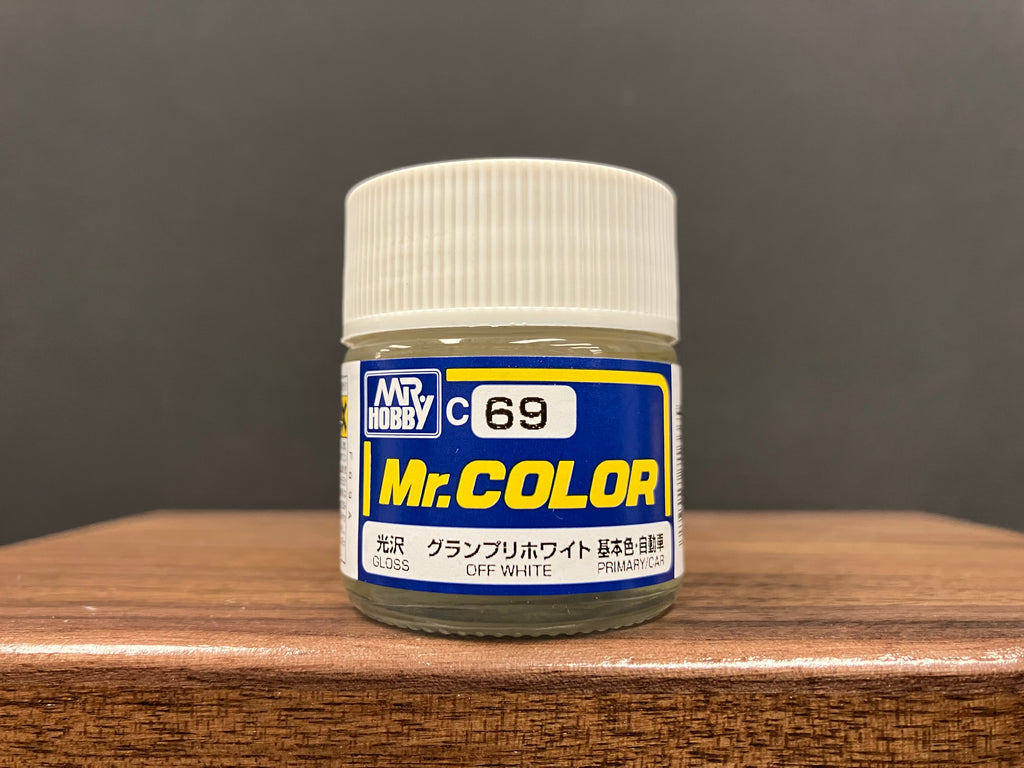 MR.
HOBBY
C 69
Mr.COLOR
光沢 グランプリホワイト 基本色・自動車
GLOSS OFF WHITE PRIMARY/CAR